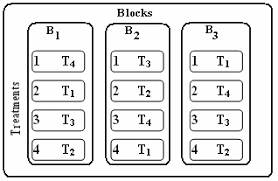 Blocks
B1 B2 B3
Treatments
1 T4 1 T3 1 T1
2 T1 2 T2 2 T4
3 T3 3 T4 3 T3
4 T2 4 T1 4 T2